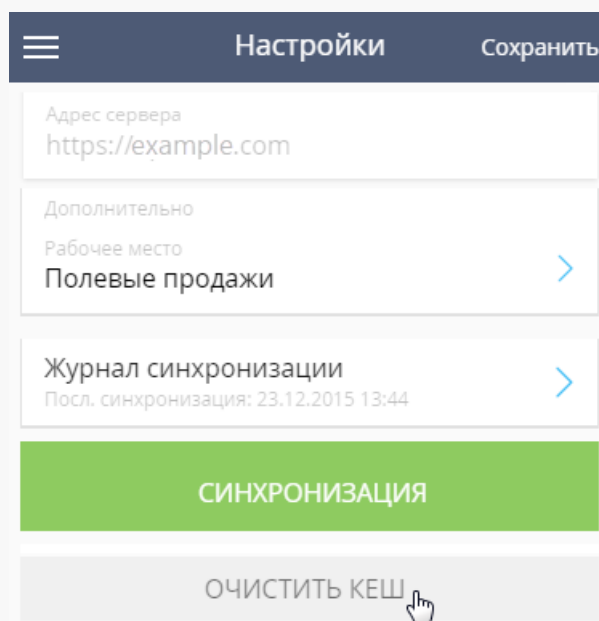 Настройки Сохранить
Адрес сервера
https://example.com
Дополнительно
Рабочее место
Полевые продажи
Журнал синхронизации
Посл. синхронизация: 23.12.2015 13:44
СИНХРОНИЗАЦИЯ
ОЧИСТИТЬ КЕШ